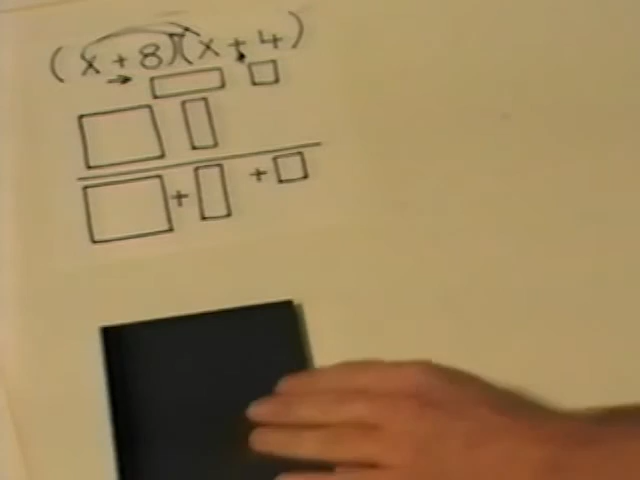 (x + 8)(x + 4)
+ +